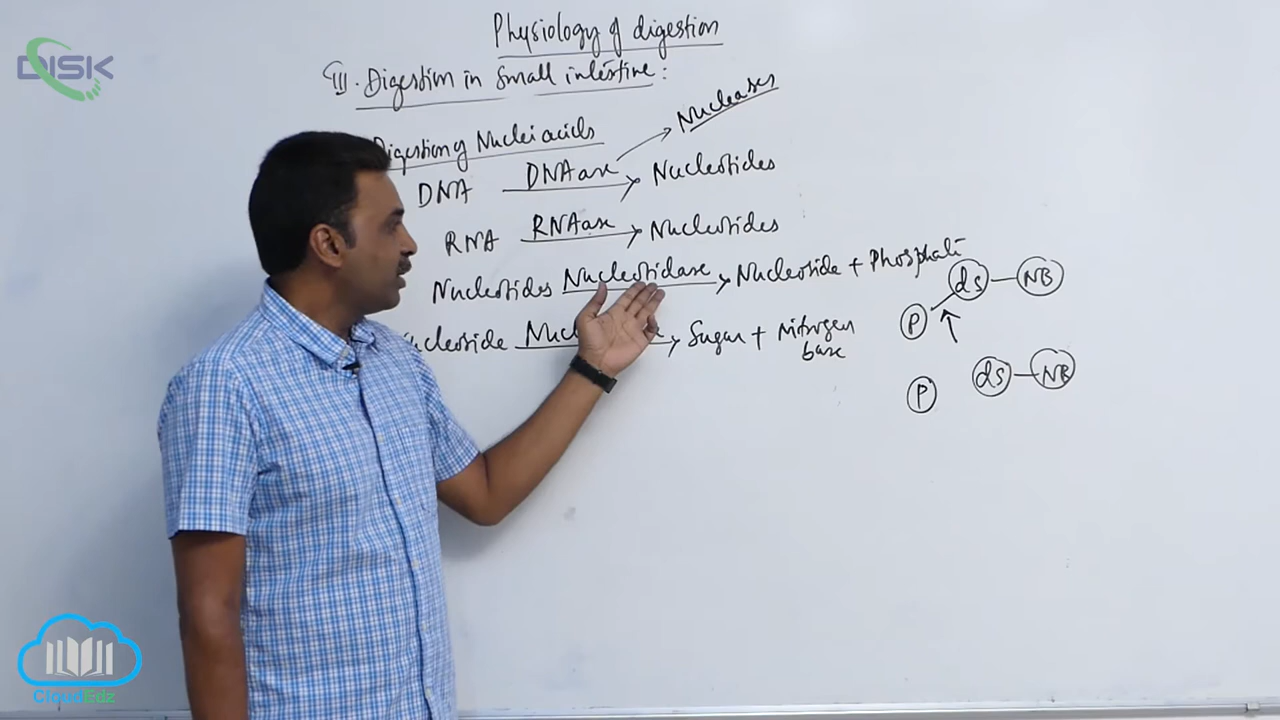 DISK
Physiology of digestion
III. Digestion in Small intestine:
Digestion of Nucleic acids
Nucleases
DNA DNAase Nucleotides
RNA RNAase Nucleotides
Nucleotides Nucleotidase Nucleoside + Phosphate
Sugar + Nitrogen base
P ds NB
P ds NB
CloudEdz